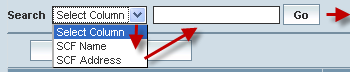 Search Select Column Go
Select Column
SCF Name
SCF Address